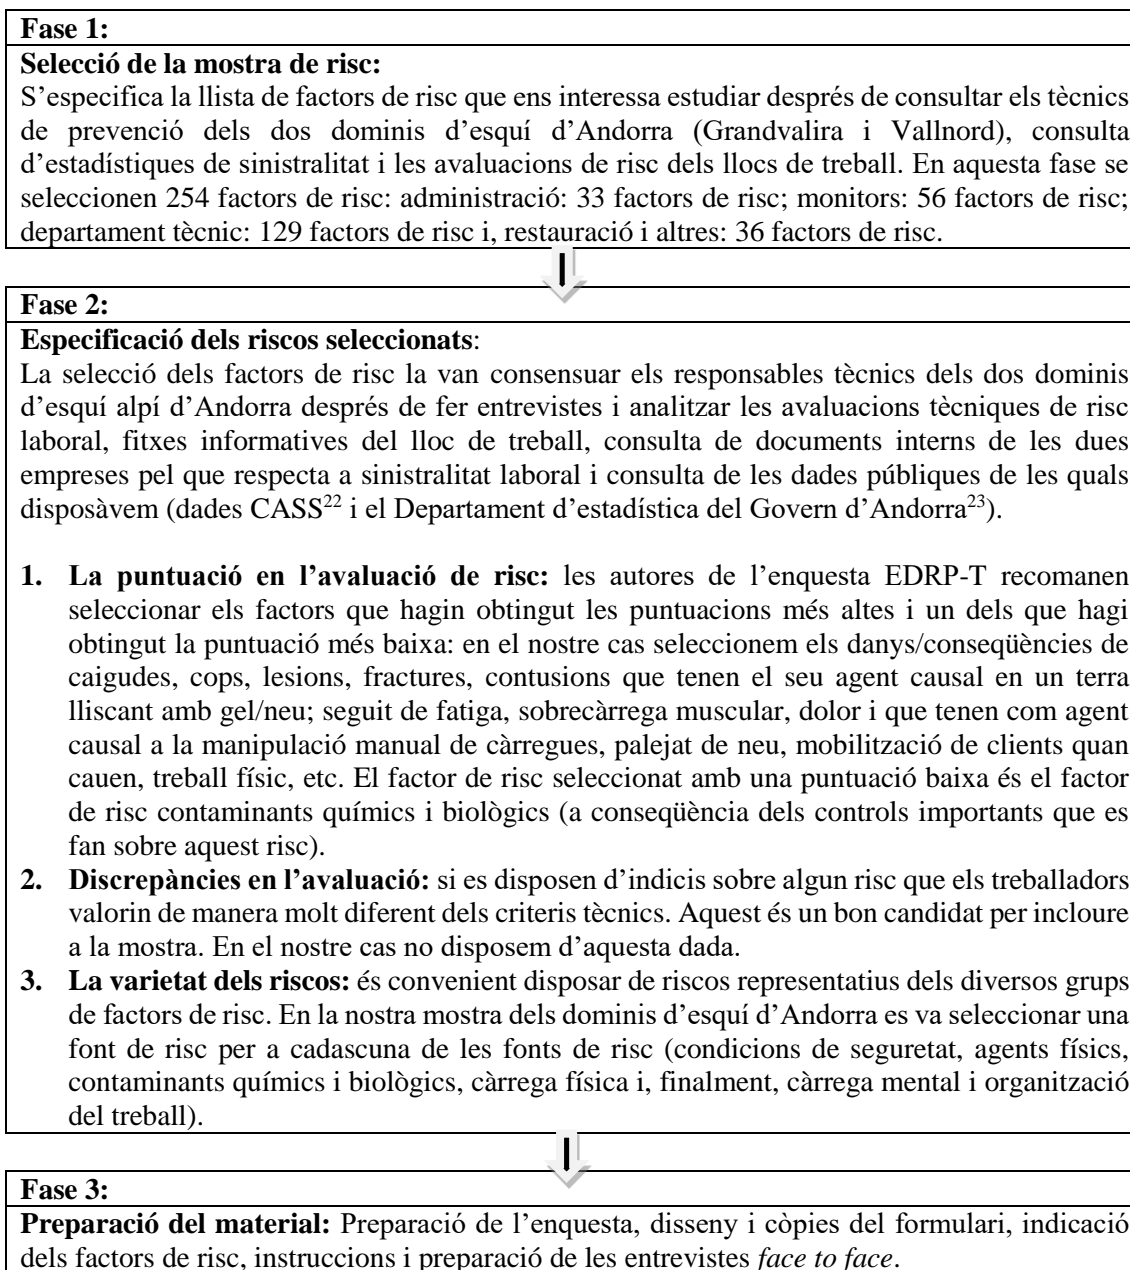 Fase 1:
Selecció de la mostra de risc:
S’especifica la llista de factors de risc que ens interessa estudiar després de consultar els tècnics
de prevenció dels dos dominis d’esquí d’Andorra (Grandvalira i Vallnord), consulta
d’estadístiques de sinistralitat i les avaluacions de risc dels llocs de treball. En aquesta fase se
seleccionen 254 factors de risc: administració: 33 factors de risc; monitors: 56 factors de risc;
departament tècnic: 129 factors de risc i, restauració i altres: 36 factors de risc.
Fase 2:
Especificació dels riscos seleccionats:
La selecció dels factors de risc la van consensuar els responsables tècnics dels dos dominis
d’esquí alpí d’Andorra després de fer entrevistes i analitzar les avaluacions tècniques de risc
laboral, fitxes informatives del lloc de treball, consulta de documents interns de les dues
empreses pel que respecta a sinistralitat laboral i consulta de les dades públiques de les quals
disposàvem (dades CASS22 i el Departament d’estadística del Govern d’Andorra23).
1. La puntuació en l’avaluació de risc: les autores de l’enquesta EDRP-T recomanen
seleccionar els factors que hagin obtingut les puntuacions més altes i un dels que hagi
obtingut la puntuació més baixa: en el nostre cas seleccionem els danys/conseqüències de
caigudes, cops, lesions, fractures, contusions que tenen el seu agent causal en un terra
lliscant amb gel/neu; seguit de fatiga, sobrecàrrega muscular, dolor i que tenen com agent
causal a la manipulació manual de càrregues, palejat de neu, mobilització de clients quan
cauen, treball físic, etc. El factor de risc seleccionat amb una puntuació baixa és el factor
de risc contaminants químics i biològics (a conseqüència dels controls importants que es
fan sobre aquest risc).
2. Discrepàncies en l’avaluació: si es disposen d’indicis sobre algun risc que els treballadors
valorin de manera molt diferent dels criteris tècnics. Aquest és un bon candidat per incloure
a la mostra. En el nostre cas no disposem d’aquesta dada.
3. La varietat dels riscos: és convenient disposar de riscos representatius dels diversos grups
de factors de risc. En la nostra mostra dels dominis d’esquí d’Andorra es va seleccionar una
font de risc per a cadascuna de les fonts de risc (condicions de seguretat, agents físics,
contaminants químics i biològics, càrrega física i, finalment, càrrega mental i organització
del treball).
Fase 3:
Preparació del material: Preparació de l’enquesta, disseny i còpies del formulari, indicació
dels factors de risc, instruccions i preparació de les entrevistes face to face.